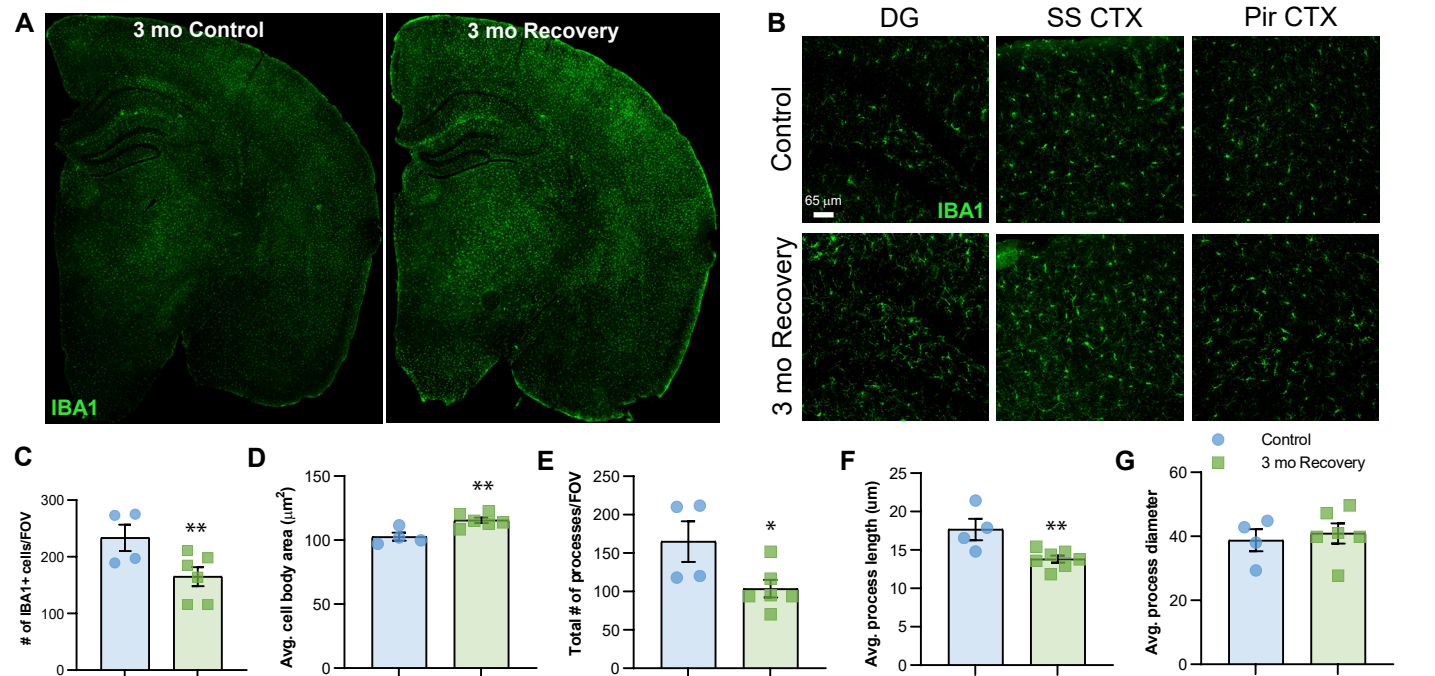 A
3 mo Control
3 mo Recovery
IBA1
B
DG
SS CTX
Pir CTX
Control
65 μm
IBA1
3 mo Recovery
C
# of IBA1+ cells/FOV
300
200
100
0
**
D
Avg. cell body area (μm²)
150
100
50
0
**
E
Total # of processes/FOV
250
200
150
100
50
0
*
F
Avg. process length (um)
25
20
15
10
5
0
**
G
Control
3 mo Recovery
Avg. process diameter
60
40
20
0